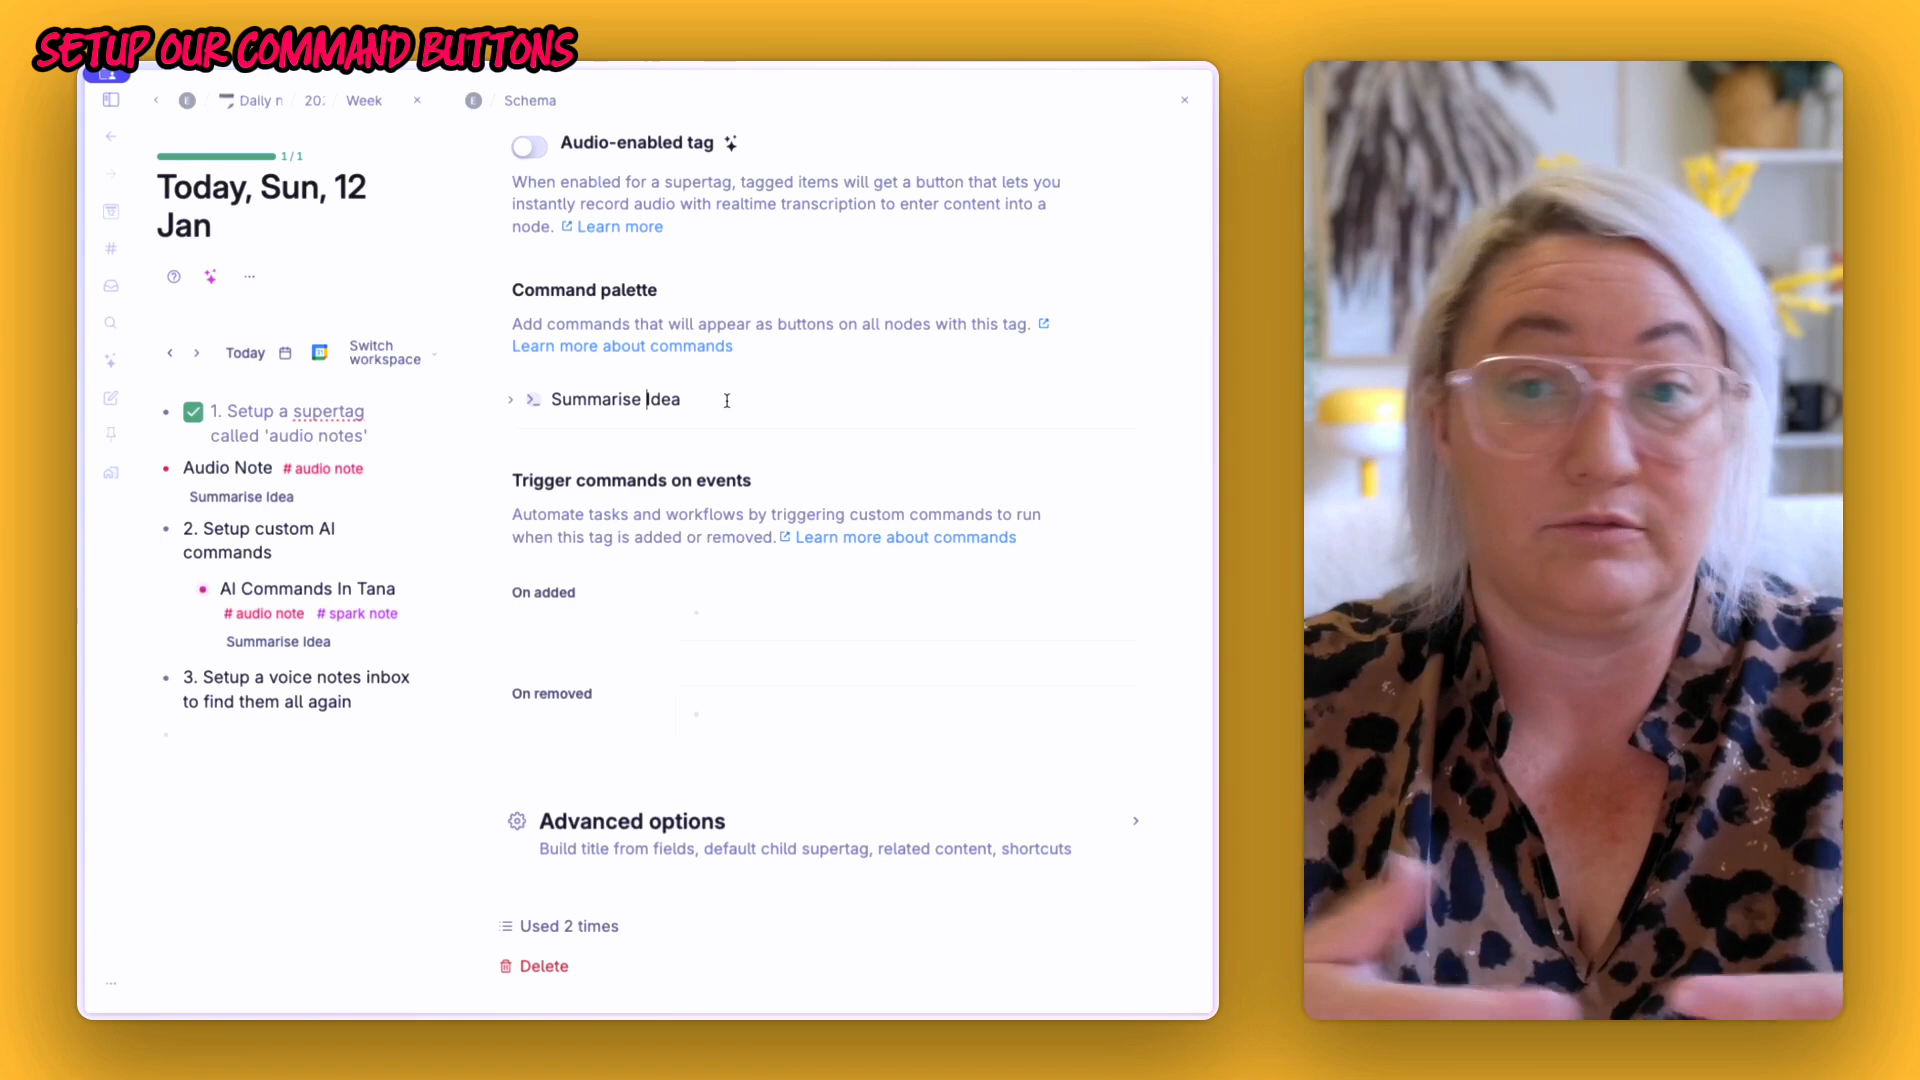 SETUP OUR COMMAND BUTTONS
E / Daily n / 202 / Week
E / Schema
1 / 1
Today, Sun, 12
Jan
Today
Switch
workspace
1. Setup a supertag
called 'audio notes'
Audio Note # audio note
Summarise Idea
2. Setup custom AI
commands
AI Commands In Tana
# audio note # spark note
Summarise Idea
3. Setup a voice notes inbox
to find them all again
Audio-enabled tag
When enabled for a supertag, tagged items will get a button that lets you
instantly record audio with realtime transcription to enter content into a
node. Learn more
Command palette
Add commands that will appear as buttons on all nodes with this tag.
Learn more about commands
Summarise Idea
Trigger commands on events
Automate tasks and workflows by triggering custom commands to run
when this tag is added or removed. Learn more about commands
On added
On removed
Advanced options
Build title from fields, default child supertag, related content, shortcuts
Used 2 times
Delete